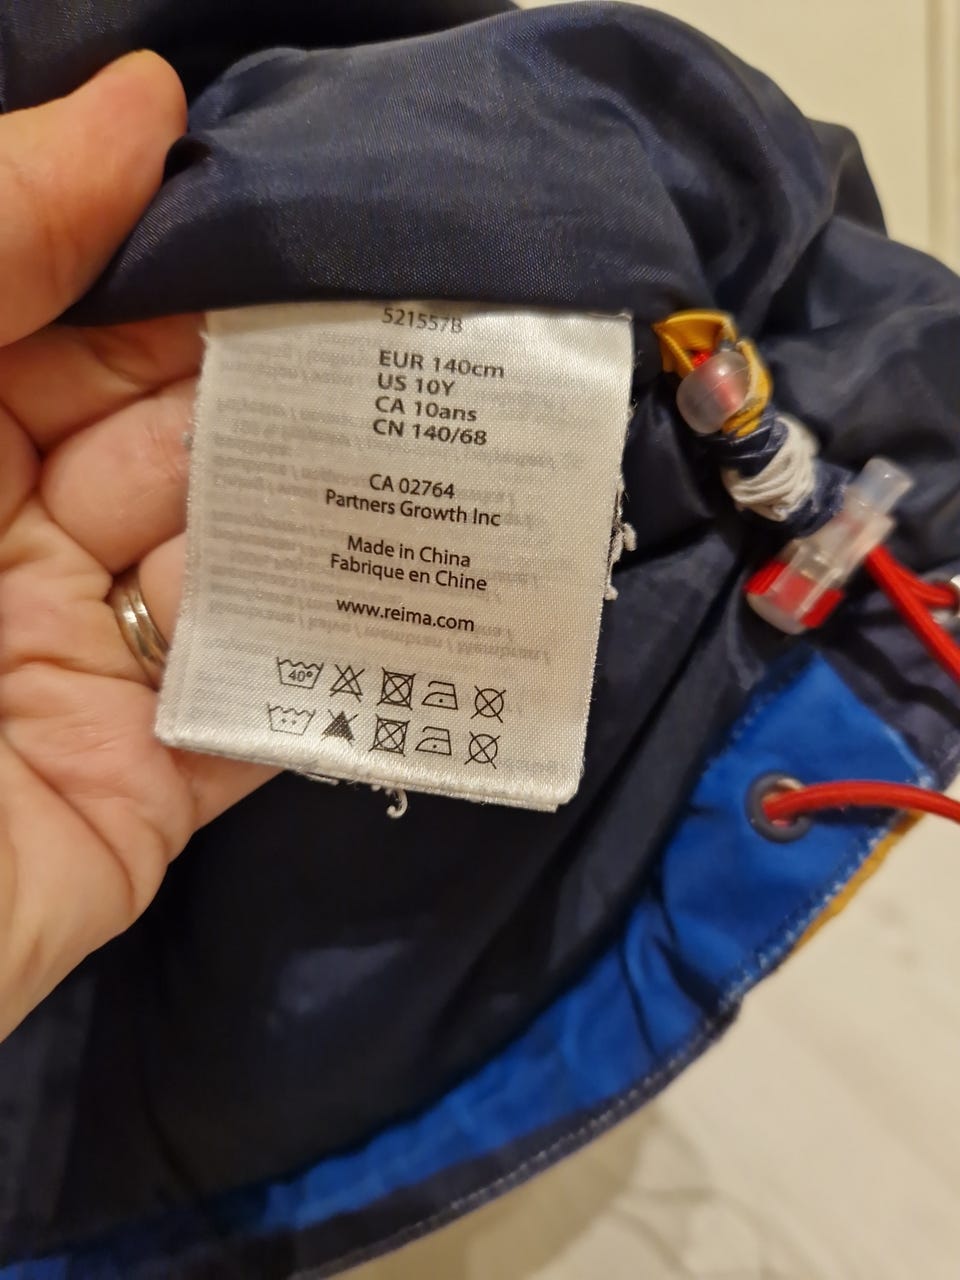 521557B
EUR 140cm
US 10Y
CA 10ans
CN 140/68
CA 02764
Partners Growth Inc
Made in China
Fabrique en Chine
www.reima.com
40°